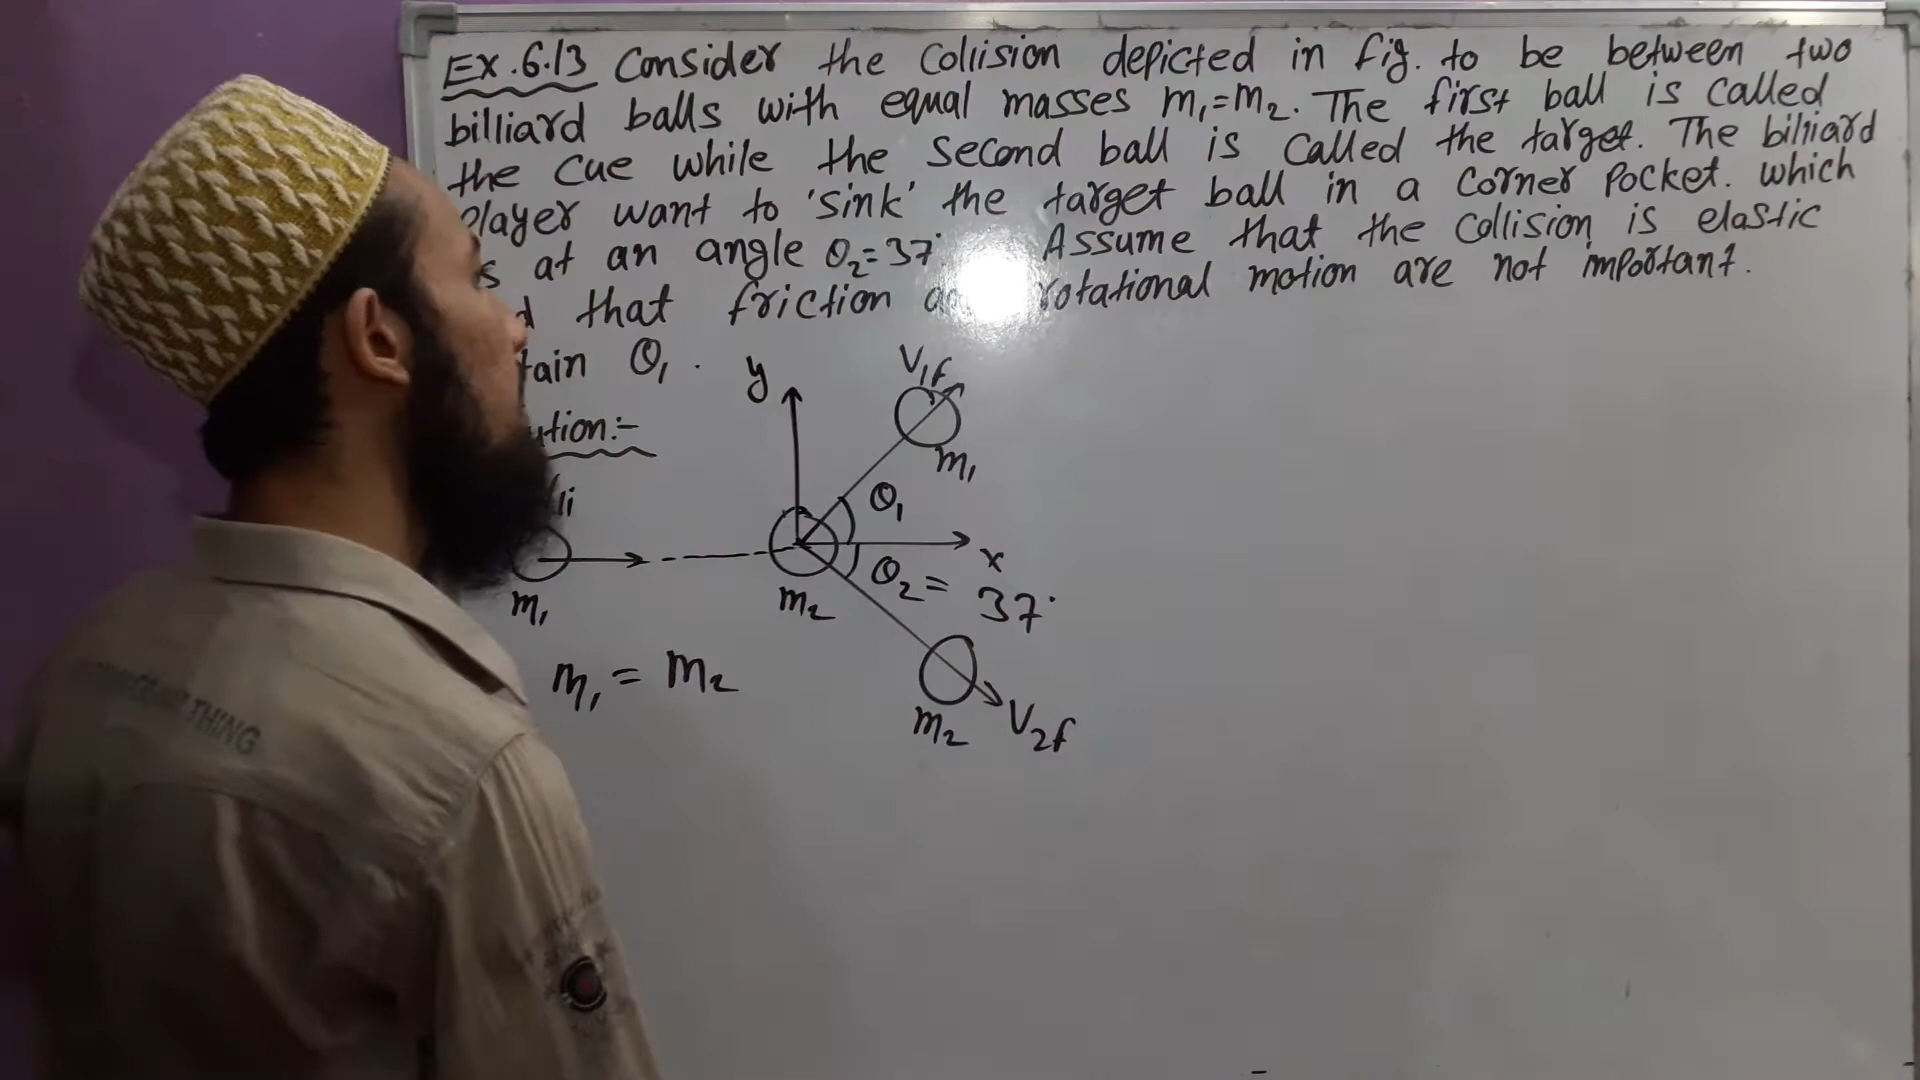 Ex.6.13 Consider the Collision depicted in fig. to be between two
billiard balls with equal masses m₁=m₂. The first ball is called
the cue while the second ball is called the target. The billiard
Player want to 'sink' the target ball in a corner pocket. which
at an angle θ₂=37° Assume that the collision is elastic
that friction rotational motion are not important.
θ₁.
y
V₁f
m₁
θ₁
x
θ₂ = 37°
m₁
m₂
m₁ = m₂
m₂
V₂f
THING